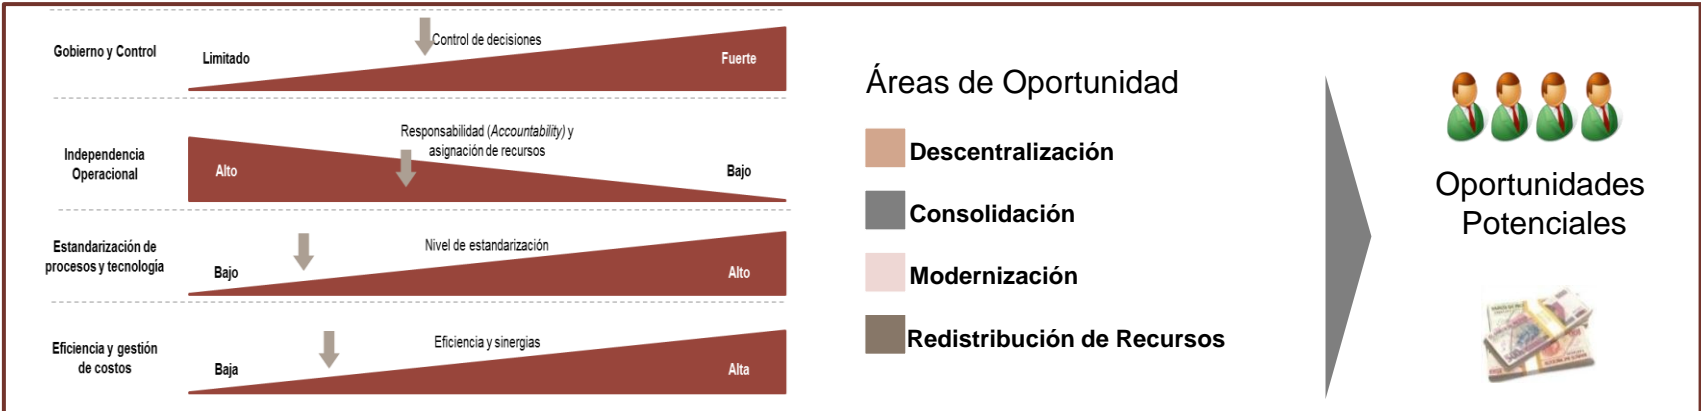 Gobierno y Control
Limitado
Control de decisiones
Fuerte
Independencia
Operacional
Alto
Responsabilidad (Accountability) y
asignación de recursos
Bajo
Estandarización de
procesos y tecnología
Bajo
Nivel de estandarización
Alto
Eficiencia y gestión
de costos
Baja
Eficiencia y sinergias
Alta
Áreas de Oportunidad
Descentralización
Consolidación
Modernización
Redistribución de Recursos
Oportunidades
Potenciales